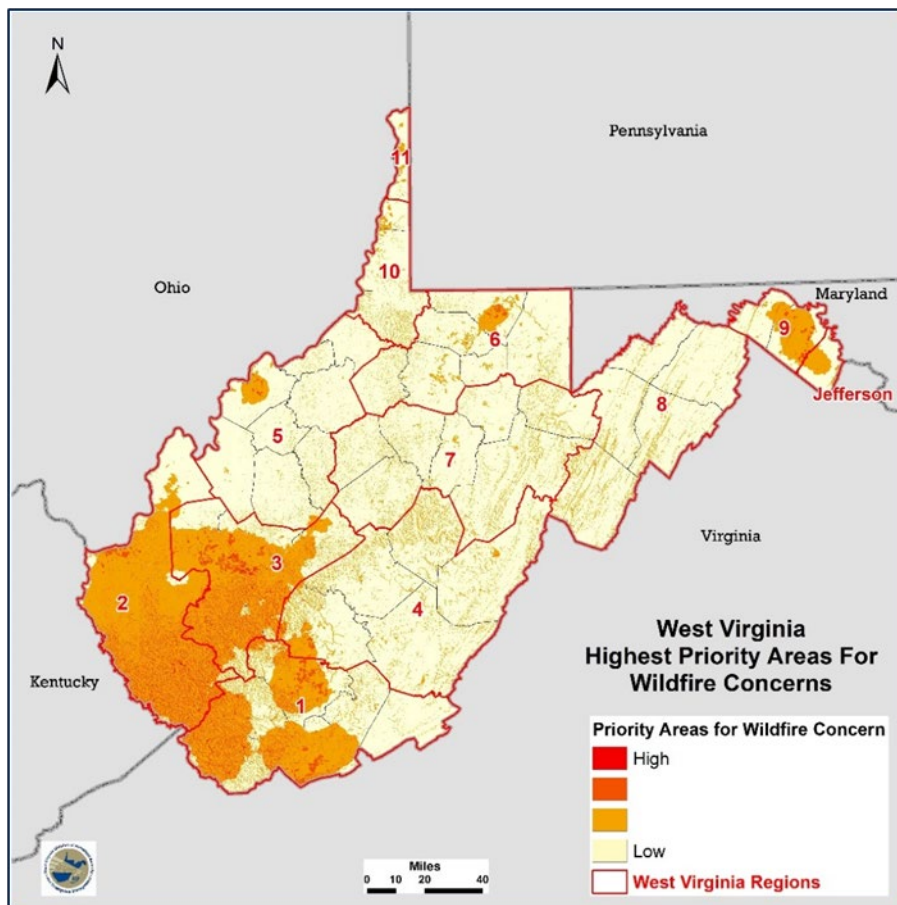 N
Pennsylvania
11
Ohio
10
Maryland
9
6
Jefferson
8
5
7
Virginia
3
2
4
West Virginia
Highest Priority Areas For
Wildfire Concerns
Kentucky
1
Priority Areas for Wildfire Concern
High
Low
West Virginia Regions
Miles
0 10 20 40